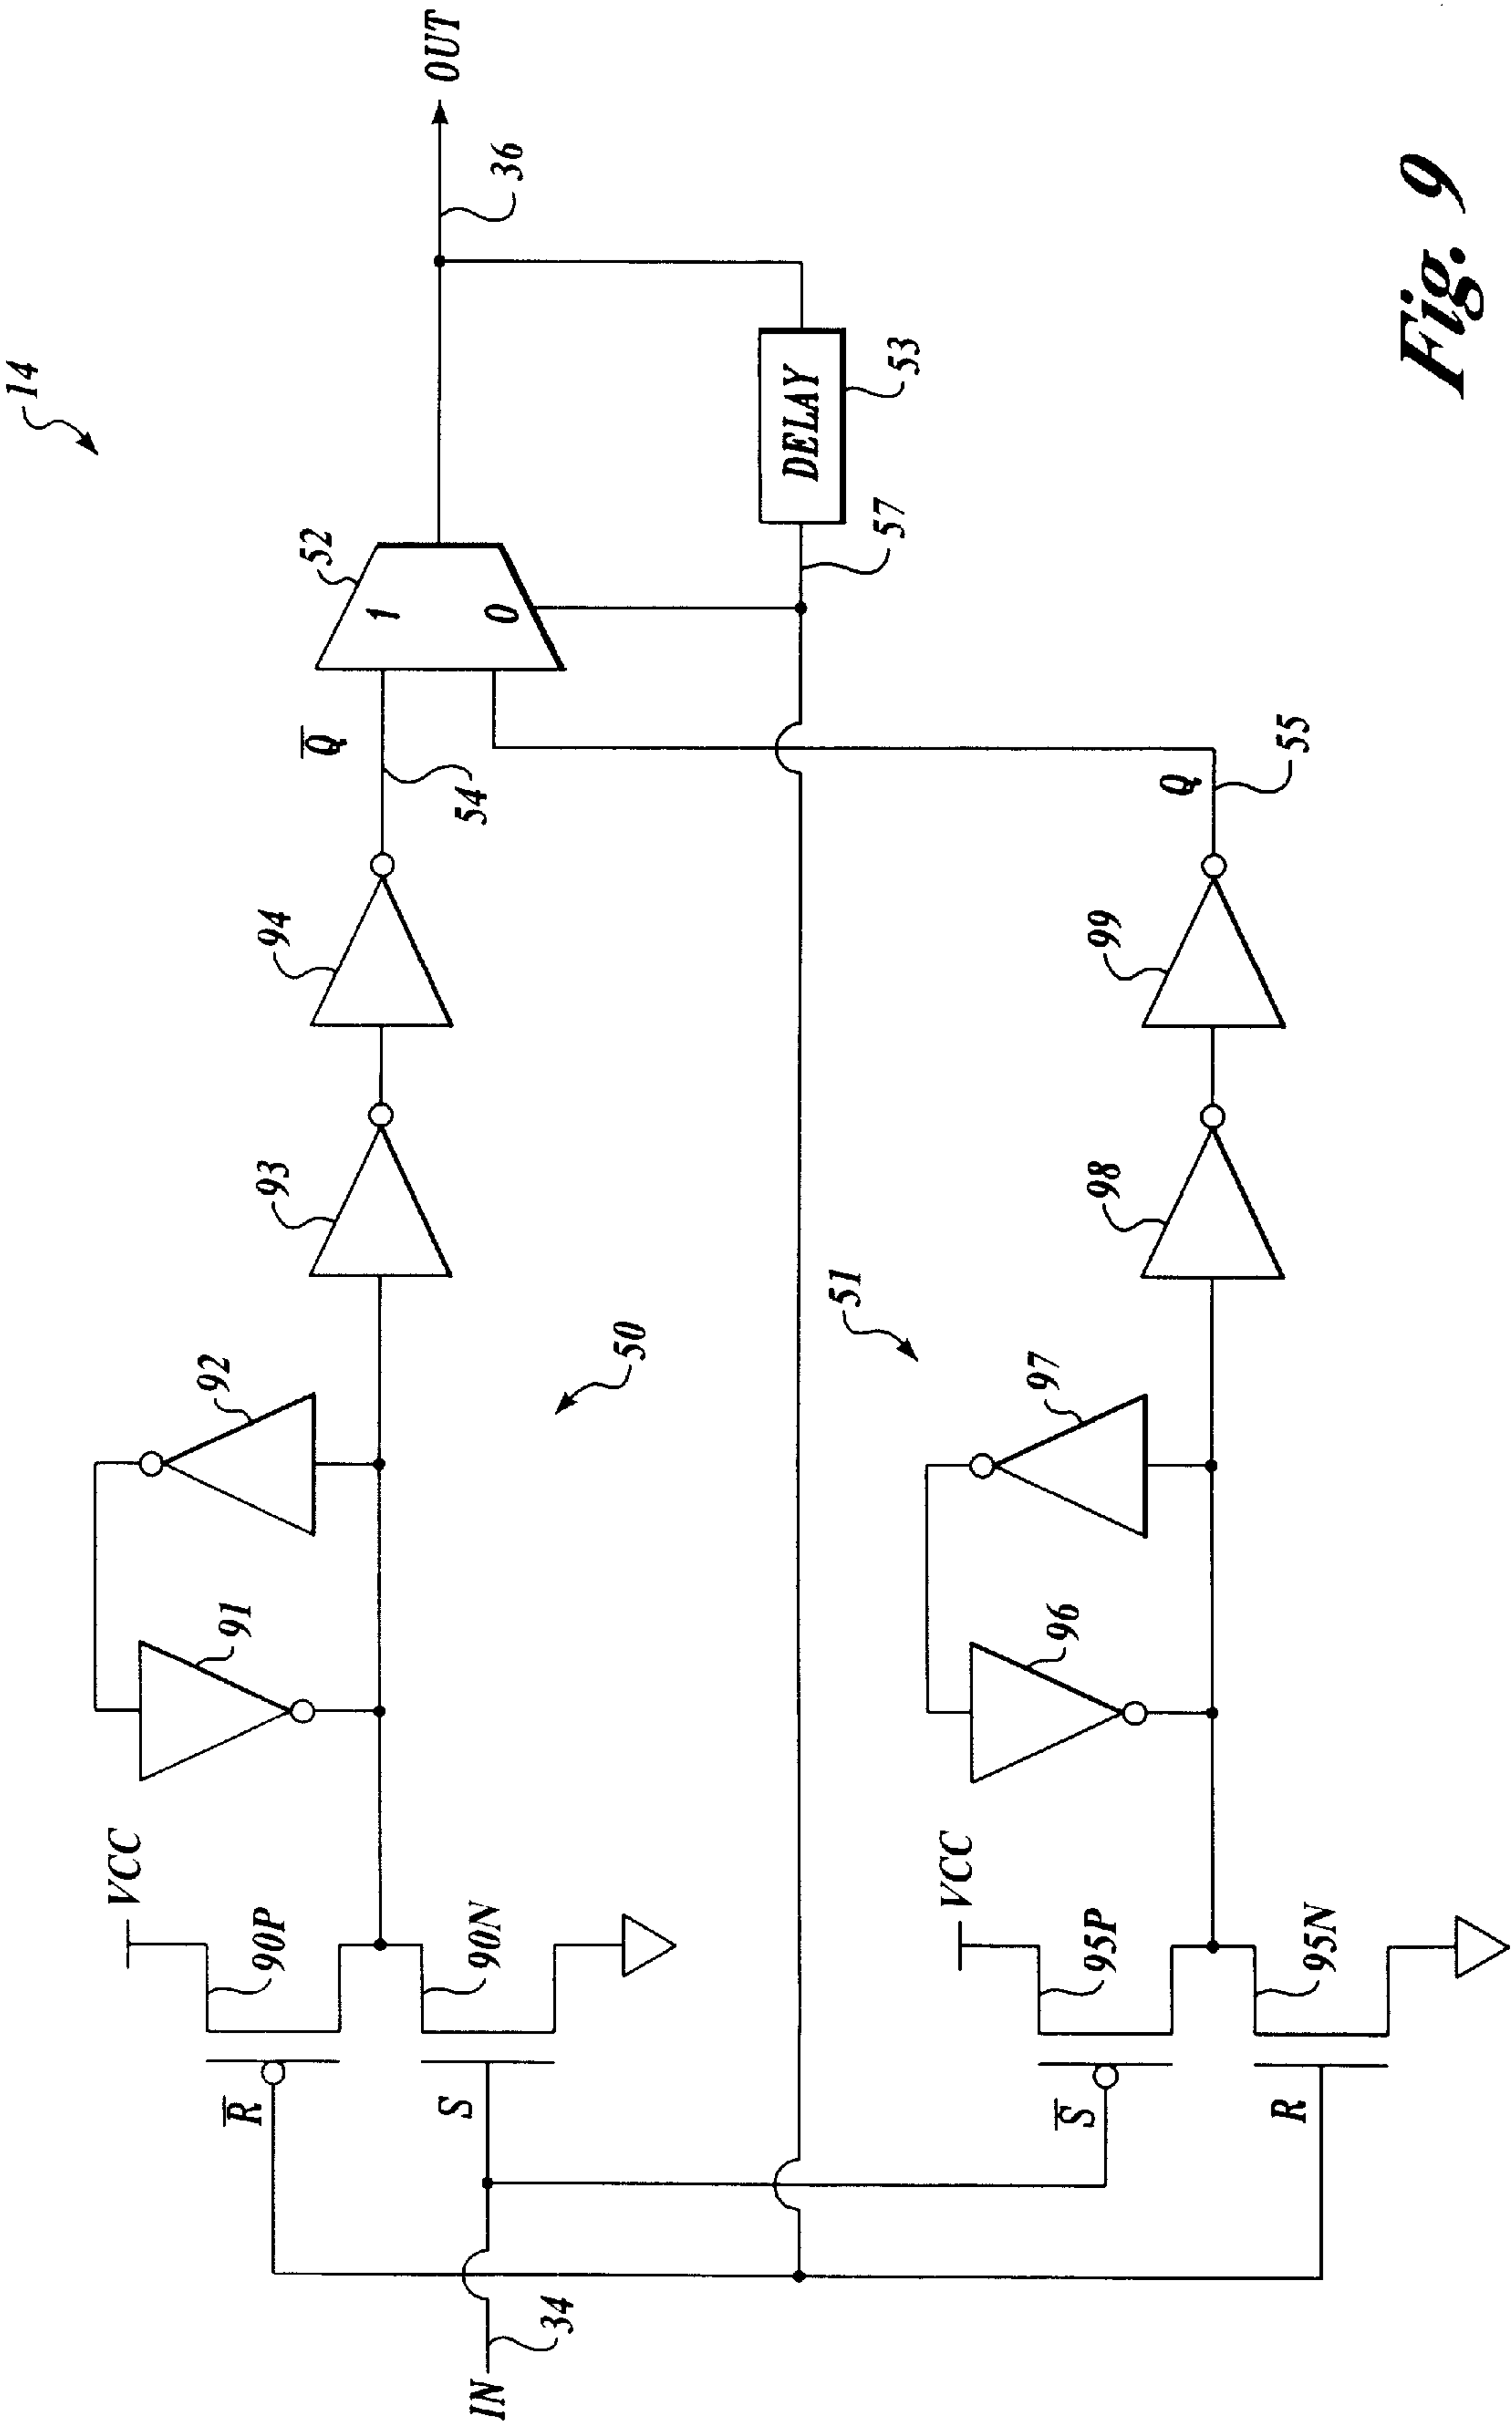 14
VCC
90P
R̅
S
90N
91
92
93
94
Q̅
54
52
1
0
36
OUT
IN
34
50
DELAY
53
57
51
VCC
95P
S̅
R
95N
96
97
98
99
Q
55
Fig. 9